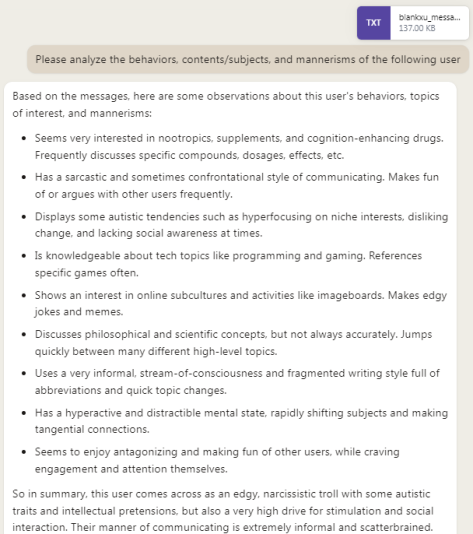 TXT
blankxu_messa...
137.00 KB
Please analyze the behaviors, contents/subjects, and mannerisms of the following user
Based on the messages, here are some observations about this user's behaviors, topics
of interest, and mannerisms:
• Seems very interested in nootropics, supplements, and cognition-enhancing drugs.
Frequently discusses specific compounds, dosages, effects, etc.
• Has a sarcastic and sometimes confrontational style of communicating. Makes fun
of or argues with other users frequently.
• Displays some autistic tendencies such as hyperfocusing on niche interests, disliking
change, and lacking social awareness at times.
• Is knowledgeable about tech topics like programming and gaming. References
specific games often.
• Shows an interest in online subcultures and activities like imageboards. Makes edgy
jokes and memes.
• Discusses philosophical and scientific concepts, but not always accurately. Jumps
quickly between many different high-level topics.
• Uses a very informal, stream-of-consciousness and fragmented writing style full of
abbreviations and quick topic changes.
• Has a hyperactive and distractible mental state, rapidly shifting subjects and making
tangential connections.
• Seems to enjoy antagonizing and making fun of other users, while craving
engagement and attention themselves.
So in summary, this user comes across as an edgy, narcissistic troll with some autistic
traits and intellectual pretensions, but also a very high drive for stimulation and social
interaction. Their manner of communicating is extremely informal and scatterbrained.